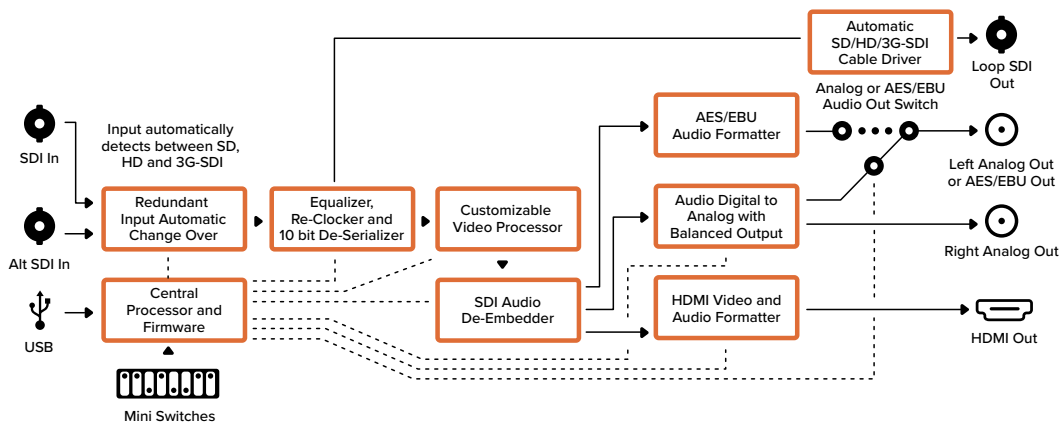 Automatic
SD/HD/3G-SDI
Cable Driver
Loop SDI
Out
Analog or AES/EBU
Audio Out Switch
SDI In
Input automatically
detects between SD,
HD and 3G-SDI
AES/EBU
Audio Formatter
Left Analog Out
or AES/EBU Out
Alt SDI In
Redundant
Input Automatic
Change Over
Equalizer,
Re-Clocker and
10 bit De-Serializer
Customizable
Video Processor
Audio Digital to
Analog with
Balanced Output
Right Analog Out
USB
Central
Processor and
Firmware
SDI Audio
De-Embedder
HDMI Video and
Audio Formatter
HDMI Out
Mini Switches